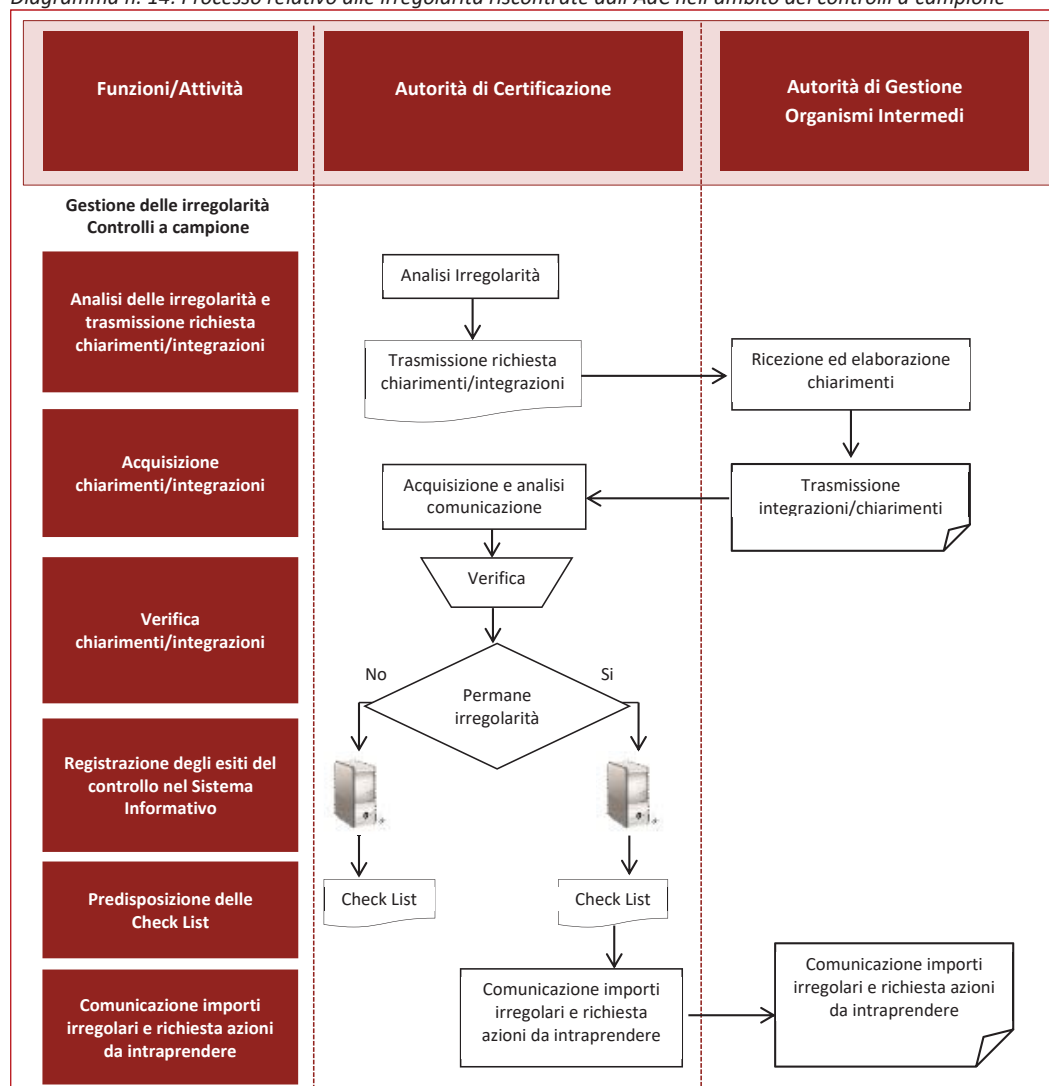 Diagramma n. 14: Processo relativo alle irregolarità riscontrate dall'AdC nell'ambito dei controlli a campione
Funzioni/Attività
Autorità di Certificazione
Autorità di Gestione
Organismi Intermedi
Gestione delle irregolarità
Controlli a campione
Analisi delle irregolarità e
trasmissione richiesta
chiarimenti/integrazioni
Analisi Irregolarità
Trasmissione richiesta
chiarimenti/integrazioni
Ricezione ed elaborazione
chiarimenti
Acquisizione
chiarimenti/integrazioni
Acquisizione e analisi
comunicazione
Trasmissione
integrazioni/chiarimenti
Verifica
chiarimenti/integrazioni
Verifica
No
Si
Permane
irregolarità
Registrazione degli esiti del
controllo nel Sistema
Informativo
Predisposizione delle
Check List
Check List
Check List
Comunicazione importi
irregolari e richiesta azioni
da intraprendere
Comunicazione importi
irregolari e richiesta
azioni da intraprendere
Comunicazione importi
irregolari e richiesta azioni
da intraprendere